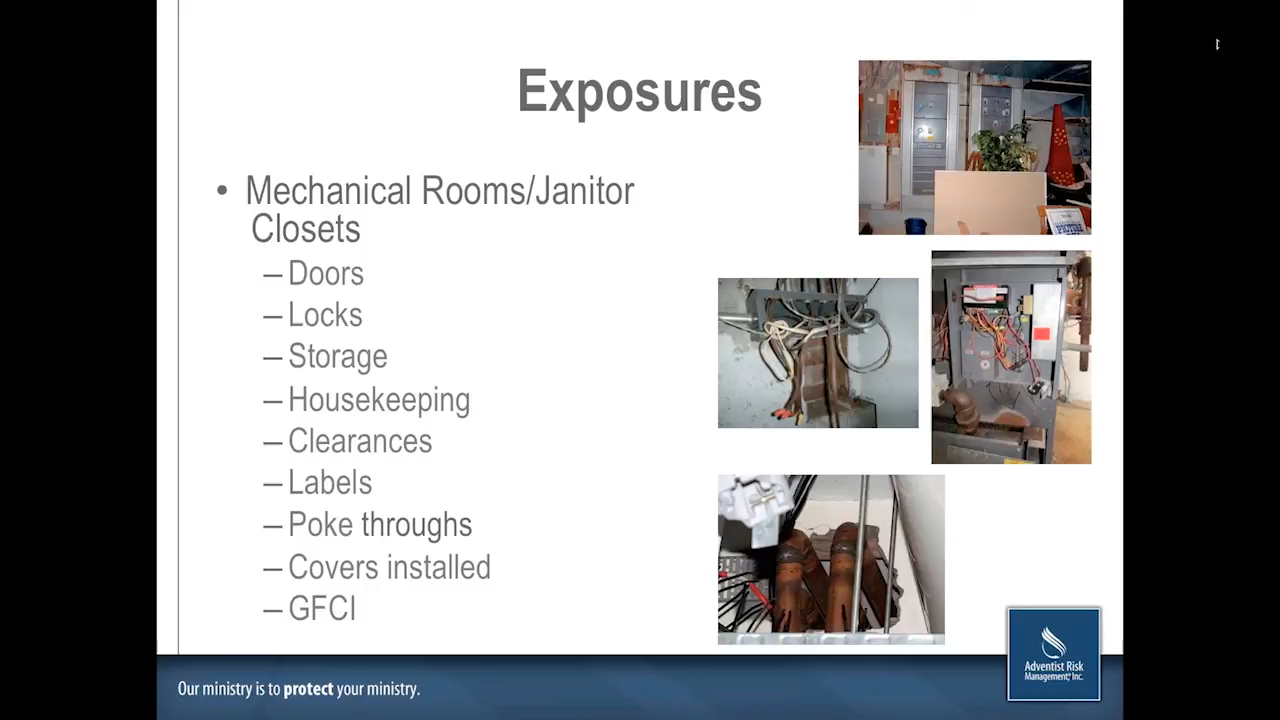 Exposures
• Mechanical Rooms/Janitor
Closets
– Doors
– Locks
– Storage
– Housekeeping
– Clearances
– Labels
– Poke throughs
– Covers installed
– GFCI
Our ministry is to protect your ministry.
Adventist Risk
Management, Inc.